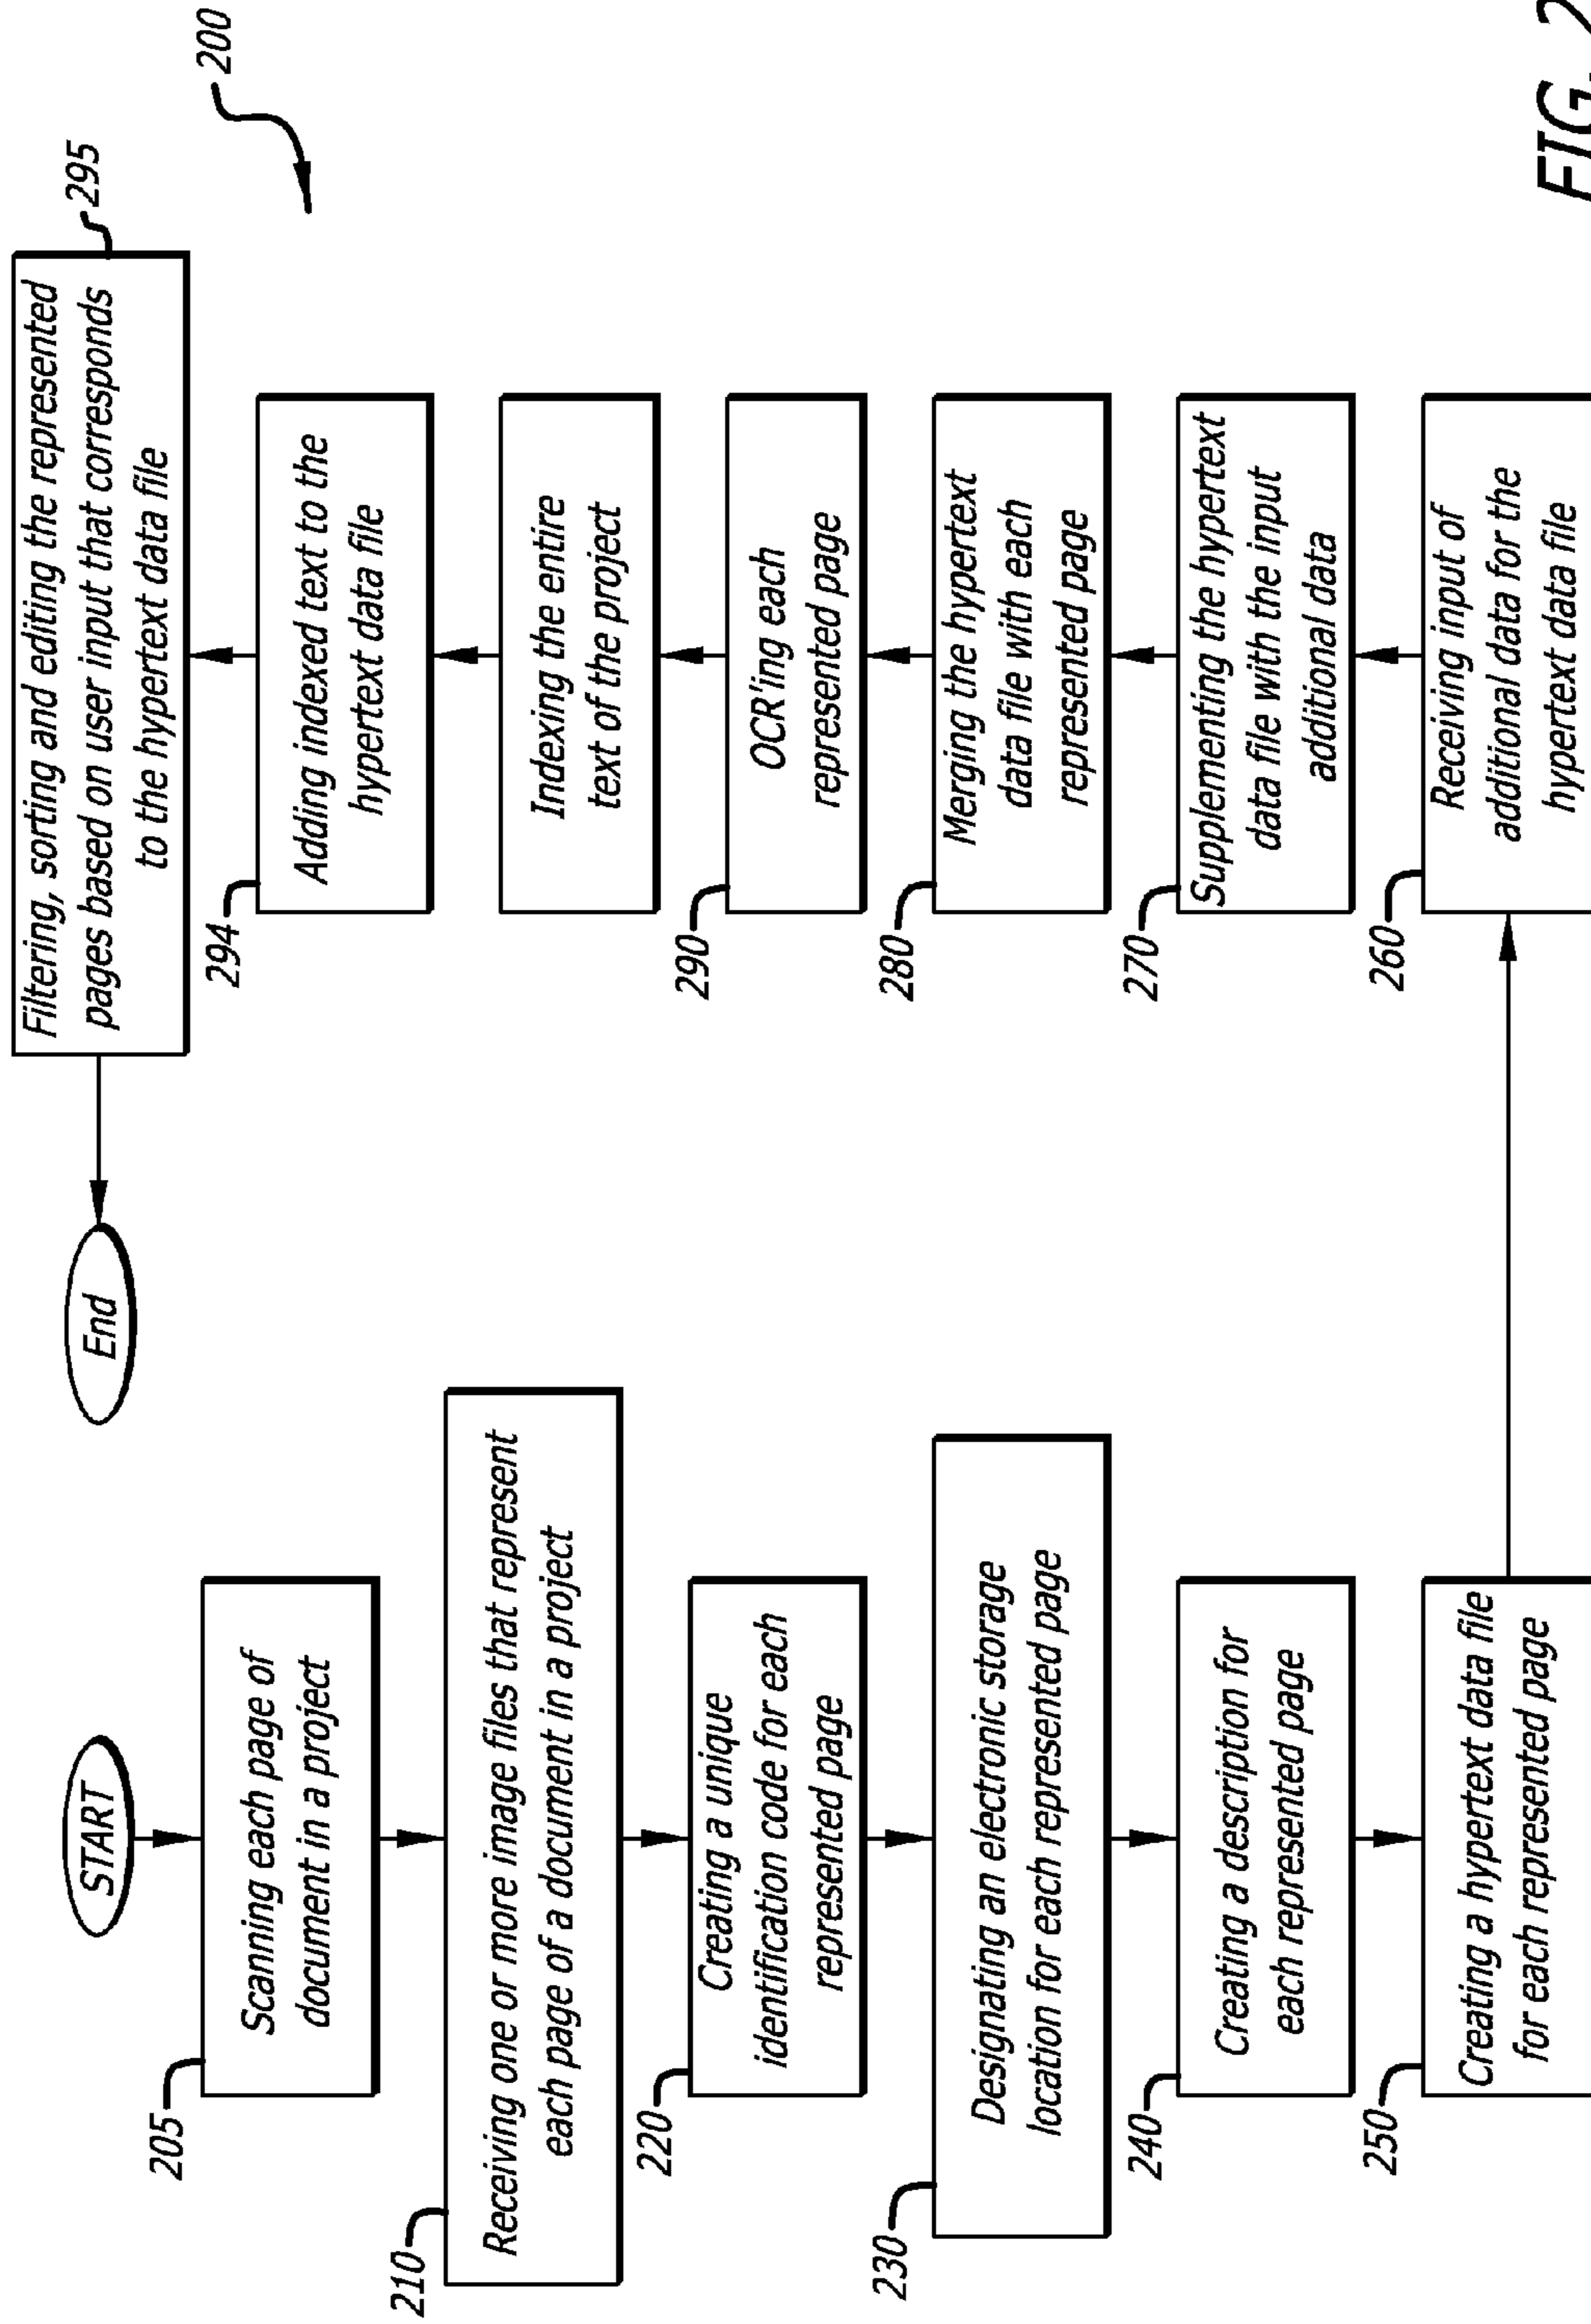 START
205
Scanning each page of
document in a project
210
Receiving one or more image files that represent
each page of a document in a project
220
Creating a unique
identification code for each
represented page
230
Designating an electronic storage
location for each represented page
240
Creating a description for
each represented page
250
Creating a hypertext data file
for each represented page
260
Receiving input of
additional data for the
hypertext data file
270
Supplementing the hypertext
data file with the input
additional data
280
Merging the hypertext
data file with each
represented page
290
OCR'ing each
represented page
Indexing the entire
text of the project
294
Adding indexed text to the
hypertext data file
295
Filtering, sorting and editing the represented
pages based on user input that corresponds
to the hypertext data file
End
200
FIG. 2